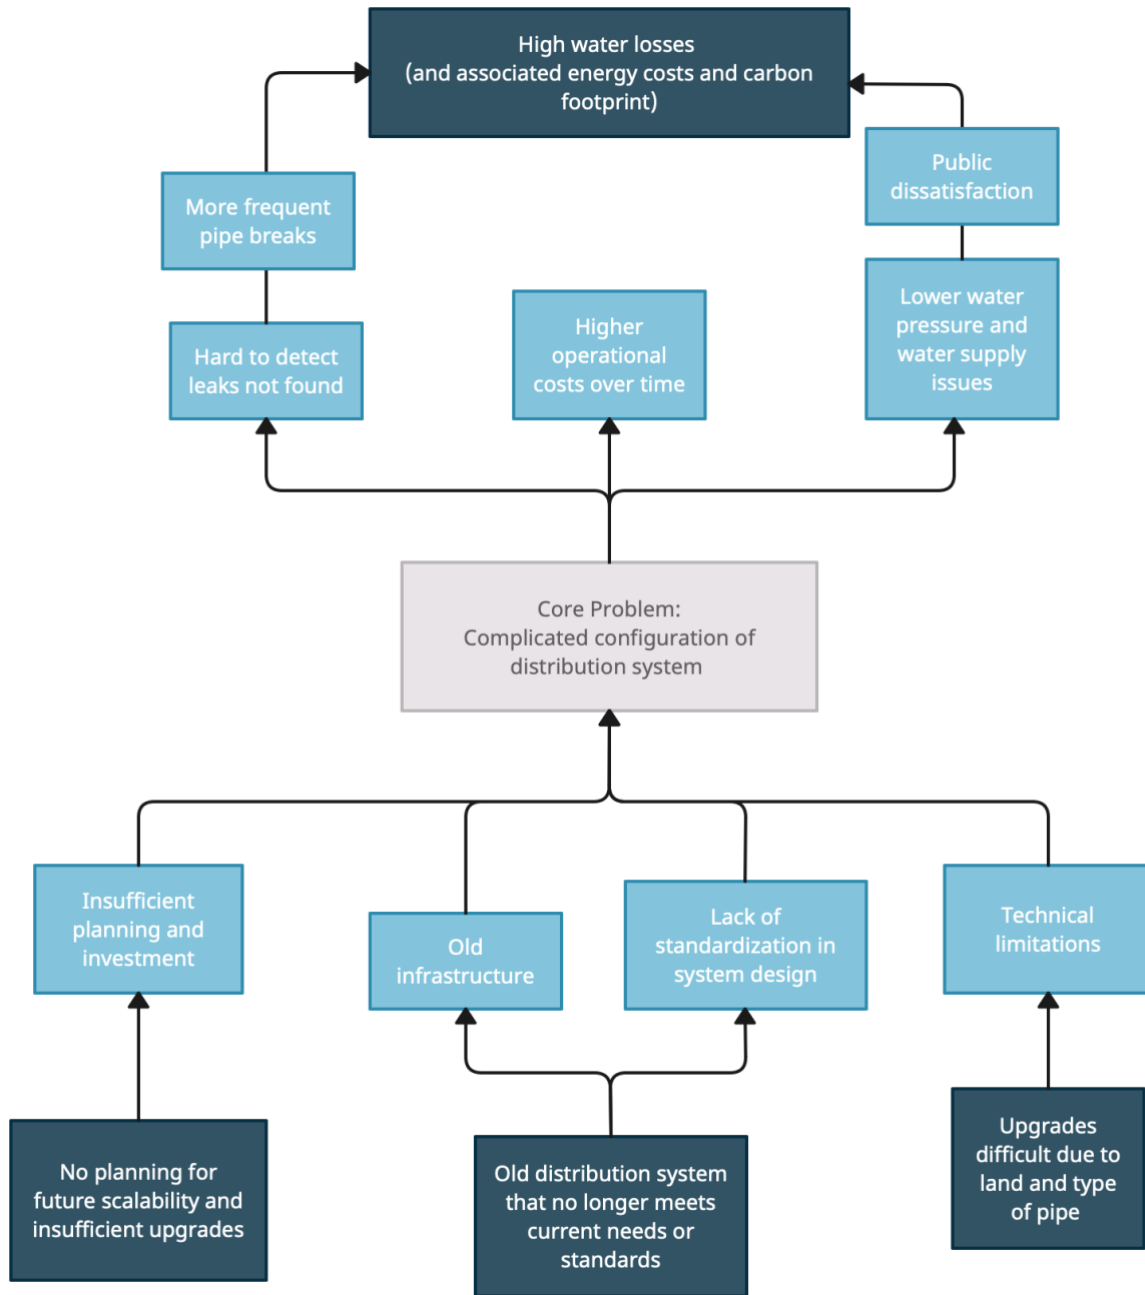 High water losses
(and associated energy costs and carbon
footprint)
Public
dissatisfaction
More frequent
pipe breaks
Lower water
pressure and
water supply
issues
Higher
operational
costs over time
Hard to detect
leaks not found
Core Problem:
Complicated configuration of
distribution system
Insufficient
planning and
investment
Old
infrastructure
Lack of
standardization in
system design
Technical
limitations
No planning for
future scalability and
insufficient upgrades
Old distribution system
that no longer meets
current needs or
standards
Upgrades
difficult due to
land and type
of pipe